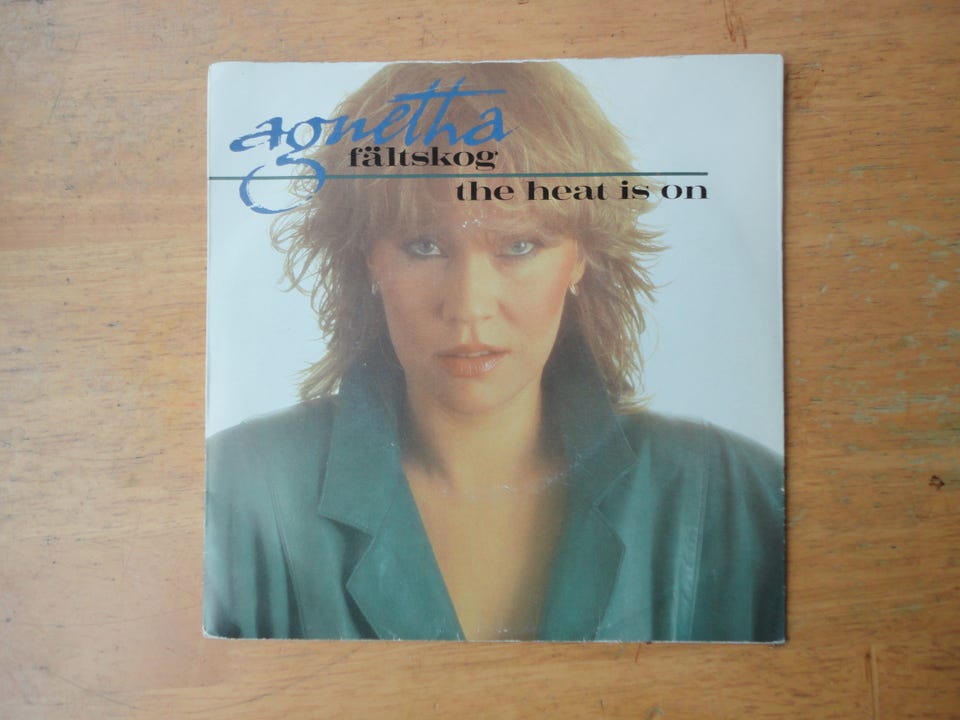 agnetha
fältskog
the heat is on